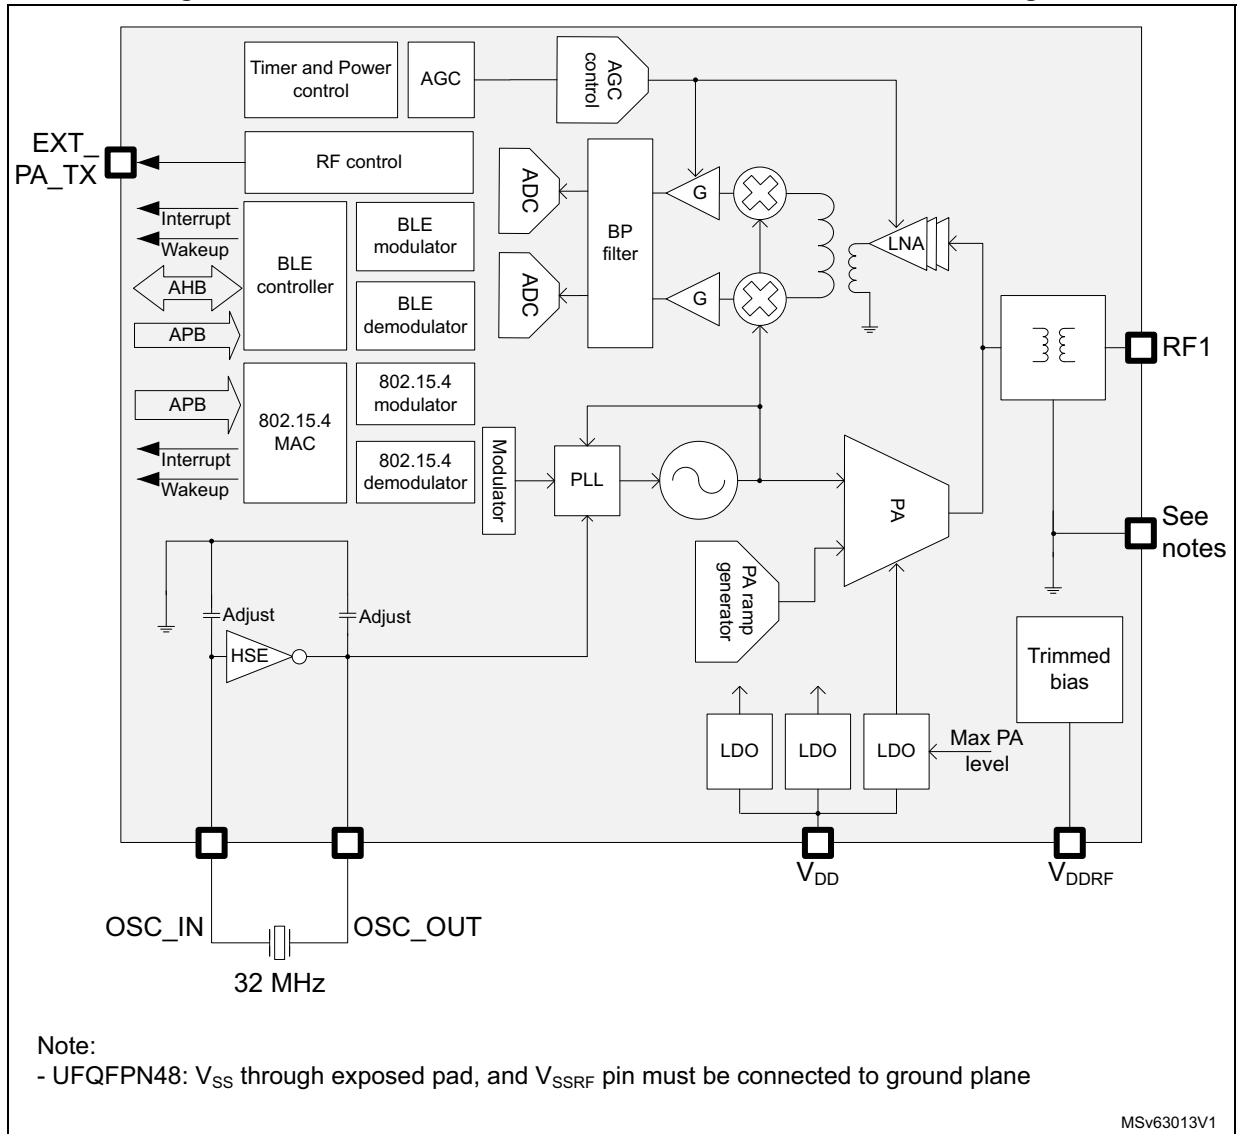 Timer and Power
control
AGC
AGC
control
EXT_
PA_TX
RF control
ADC
ADC
BP
filter
G
G
LNA
Interrupt
Wakeup
AHB
APB
BLE
controller
BLE
modulator
BLE
demodulator
RF1
APB
Interrupt
Wakeup
802.15.4
MAC
802.15.4
modulator
802.15.4
demodulator
Modulator
PLL
PA
See
notes
PA ramp
generator
Adjust
Adjust
HSE
Trimmed
bias
LDO
LDO
LDO
Max PA
level
VDD
VDDRF
OSC_IN
OSC_OUT
32 MHz
Note:
- UFQFPN48: VSS through exposed pad, and VSSRF pin must be connected to ground plane
MSv63013V1